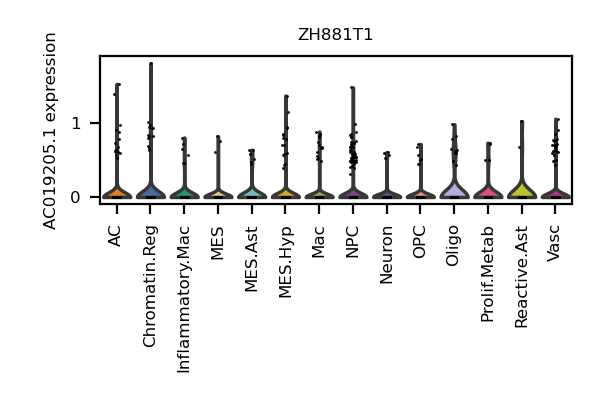 ZH881T1
AC019205.1 expression
1
0
AC
Chromatin.Reg
Inflammatory.Mac
MES
MES.Ast
MES.Hyp
Mac
NPC
Neuron
OPC
Oligo
Prolif.Metab
Reactive.Ast
Vasc